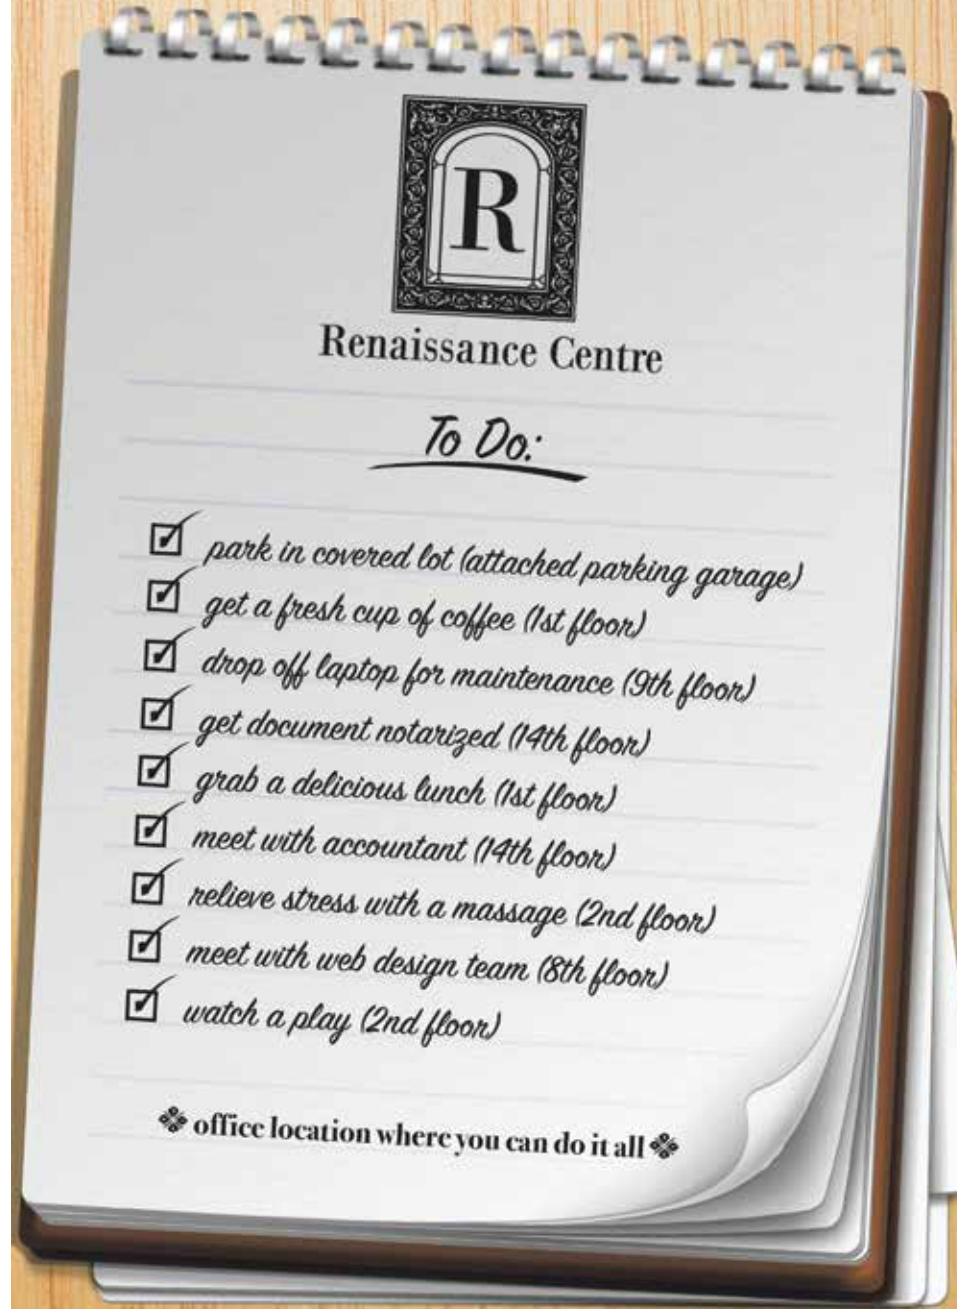 R
Renaissance Centre
To Do:
park in covered lot (attached parking garage)
get a fresh cup of coffee (1st floor)
drop off laptop for maintenance (9th floor)
get document notarized (14th floor)
grab a delicious lunch (1st floor)
meet with accountant (14th floor)
relieve stress with a massage (2nd floor)
meet with web design team (8th floor)
watch a play (2nd floor)
office location where you can do it all